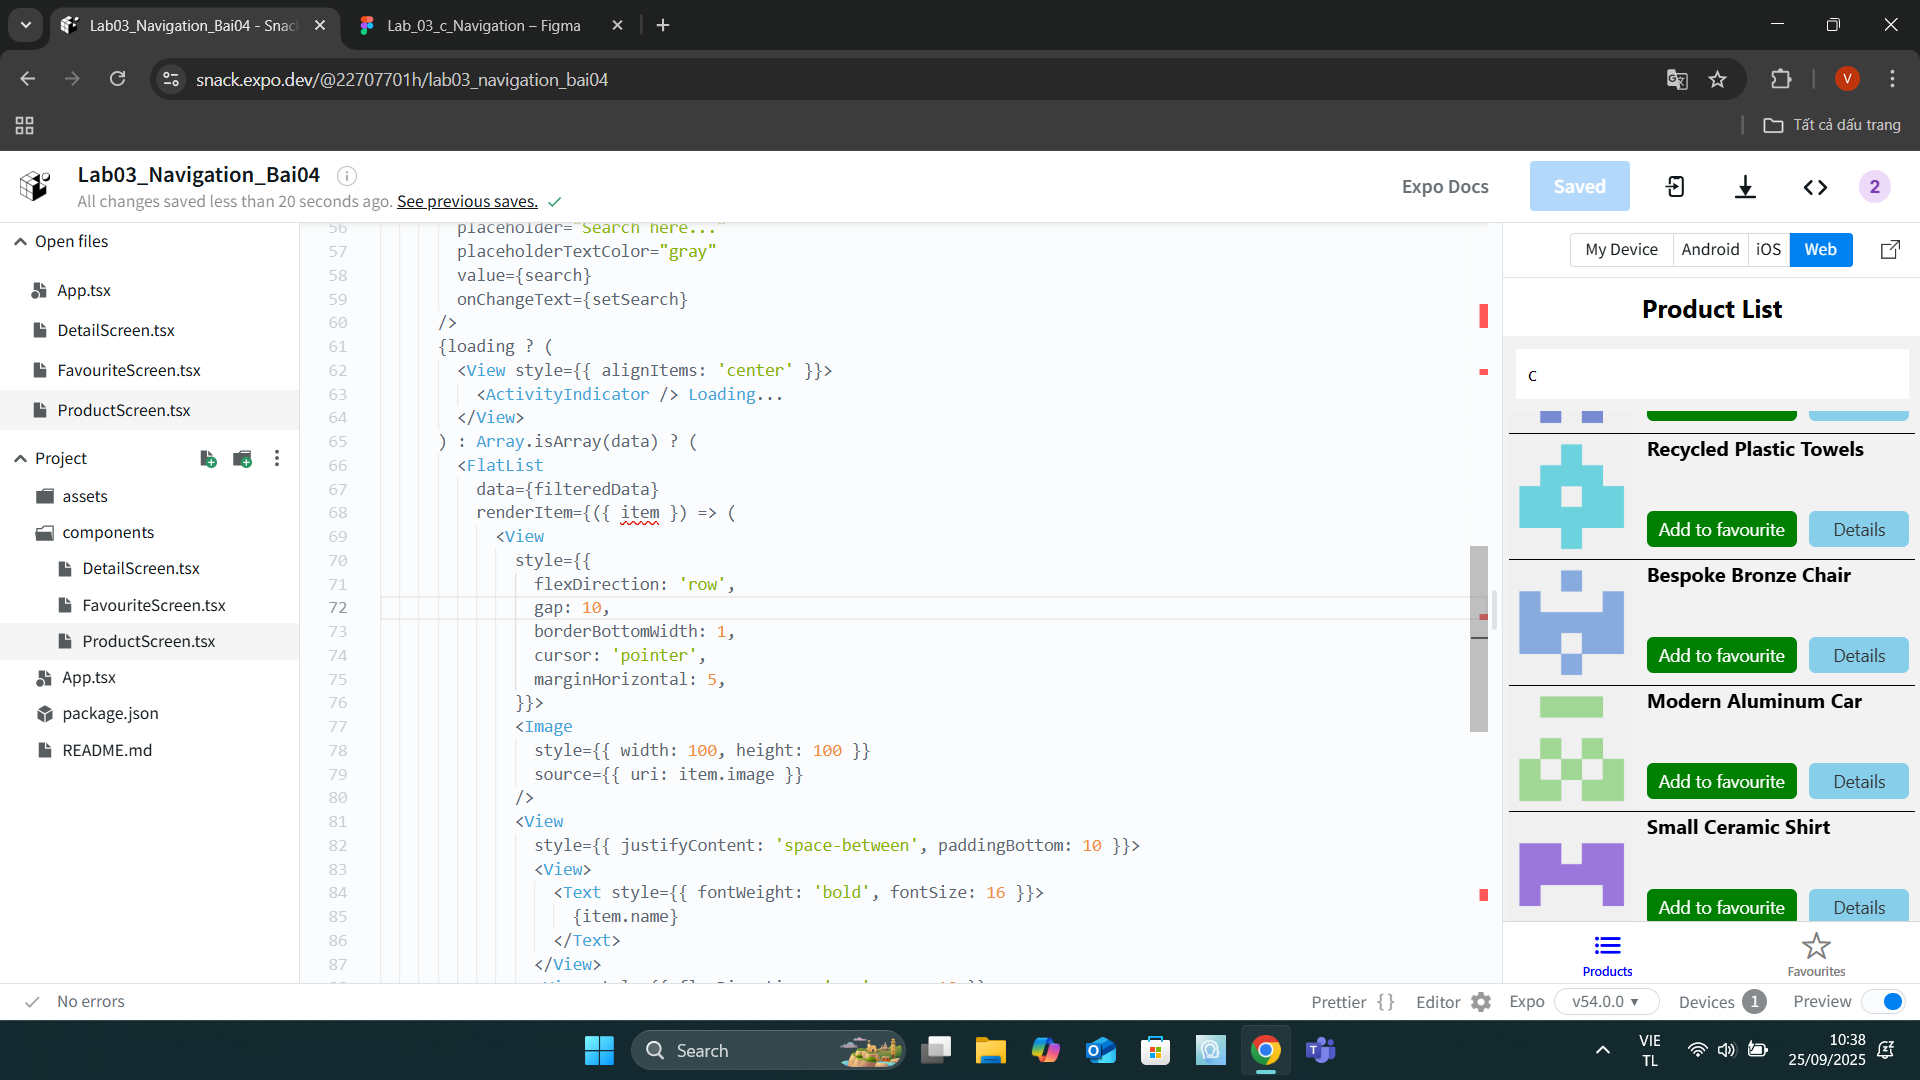 Lab03_Navigation_Bai04 - Snac
Lab_03_c_Navigation – Figma
snack.expo.dev/@22707701h/lab03_navigation_bai04
V
Tất cả dấu trang
Lab03_Navigation_Bai04
All changes saved less than 20 seconds ago. See previous saves.
Expo Docs
Saved
2
Open files
App.tsx
DetailScreen.tsx
FavouriteScreen.tsx
ProductScreen.tsx
Project
assets
components
DetailScreen.tsx
FavouriteScreen.tsx
ProductScreen.tsx
App.tsx
package.json
README.md
56 placeholder="Search here..."
57 placeholderTextColor="gray"
58 value={search}
59 onChangeText={setSearch}
60 />
61 {loading ? (
62 <View style={{ alignItems: 'center' }}>
63 <ActivityIndicator /> Loading...
64 </View>
65 ) : Array.isArray(data) ? (
66 <FlatList
67 data={filteredData}
68 renderItem={({ item }) => (
69 <View
70 style={{
71 flexDirection: 'row',
72 gap: 10,
73 borderBottomWidth: 1,
74 cursor: 'pointer',
75 marginHorizontal: 5,
76 }}>
77 <Image
78 style={{ width: 100, height: 100 }}
79 source={{ uri: item.image }}
80 />
81 <View
82 style={{ justifyContent: 'space-between', paddingBottom: 10 }}>
83 <View>
84 <Text style={{ fontWeight: 'bold', fontSize: 16 }}>
85 {item.name}
86 </Text>
87 </View>
My Device
Android
iOS
Web
Product List
c
Recycled Plastic Towels
Add to favourite
Details
Bespoke Bronze Chair
Add to favourite
Details
Modern Aluminum Car
Add to favourite
Details
Small Ceramic Shirt
Add to favourite
Details
Products
Favourites
No errors
Prettier { }
Editor
Expo
v54.0.0
Devices 1
Preview
Search
VIE
TL
10:38
25/09/2025